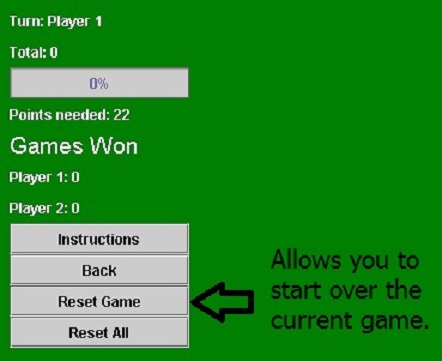 Turn: Player 1
Total: 0
0%
Points needed: 22
Games Won
Player 1: 0
Player 2: 0
Instructions
Back
Reset Game
Reset All
Allows you to
start over the
current game.